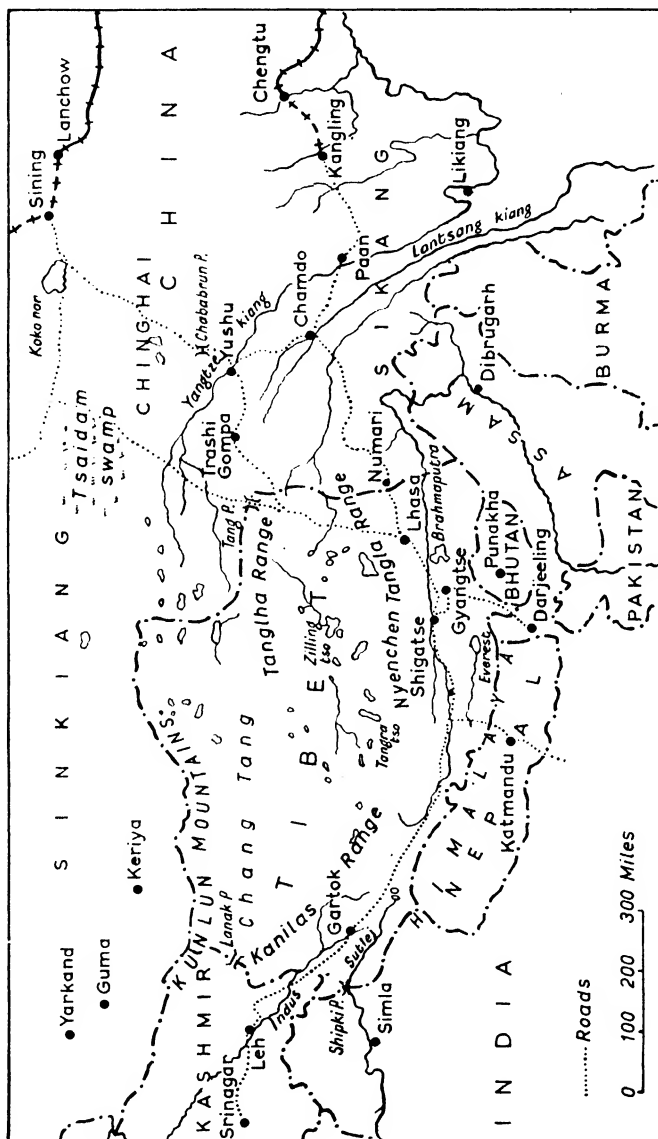 SINKIANG
CHINA
Yarkand
Guma
Keriya
Koko nor
Sining
Lanchow
Tsaidam
swamp
CHINGHAI
KUNLUN MOUNTAINS
KASHMIR
Lanak P.
Chang Tang
Tang P.
Tanglha Range
Trashi
Gompa
Yangtze kiang
Chababrun P.
Yushu
Chengtu
Kangling
Srinagar
Leh
Indus
Kanilas Range
Gartok
TIBET
Zilling
tso
Tangra
tso
Nyenchen Tangla Range
Numari
Chamdo
Paan
SIKANG
Likiang
Lantsang kiang
Shipki P.
Sutlej
Simla
Lhasa
Shigatse
Gyangtse
Brahmaputra
Everest
HIMALAYA
NEPAL
Katmandu
Punakha
BHUTAN
Darjeeling
Dibrugarh
ASSAM
BURMA
PAKISTAN
INDIA
Roads
0 100 200 300 Miles